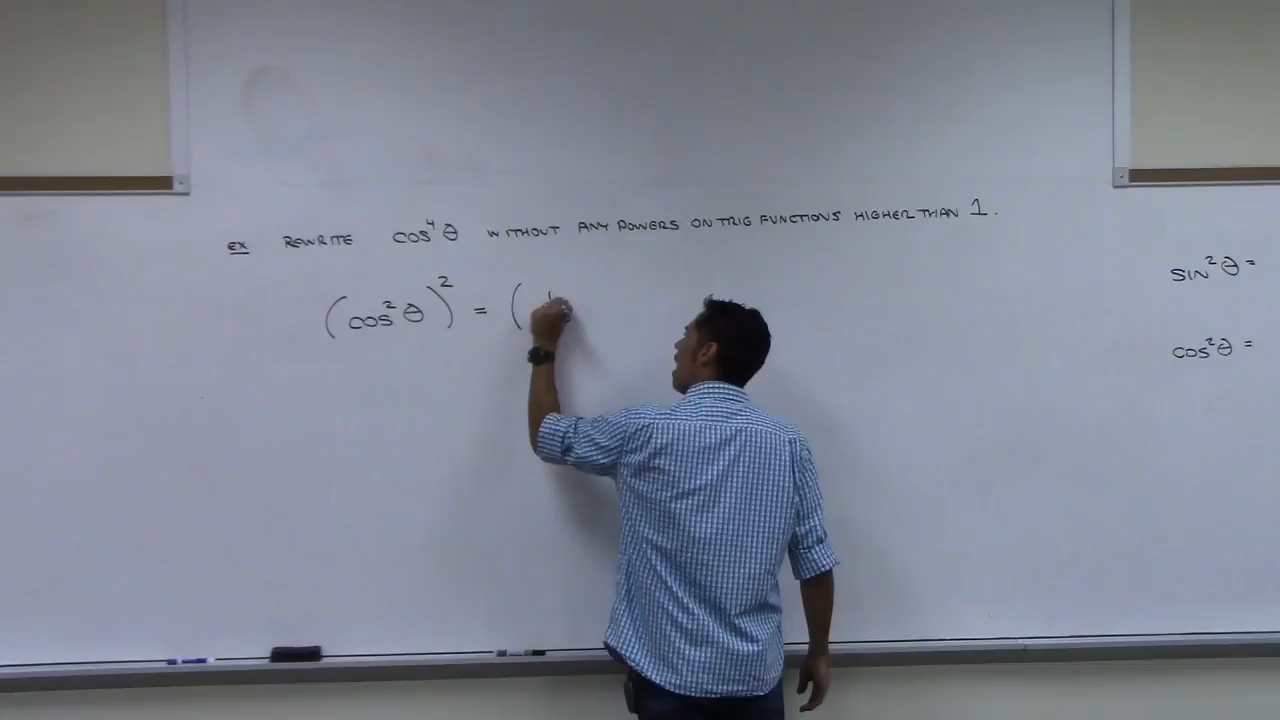 ex REWRITE COS⁴θ WITHOUT ANY POWERS ON TRIG FUNCTIONS HIGHER THAN 1.
(COS²θ)² = (
SIN²θ =
COS²θ =